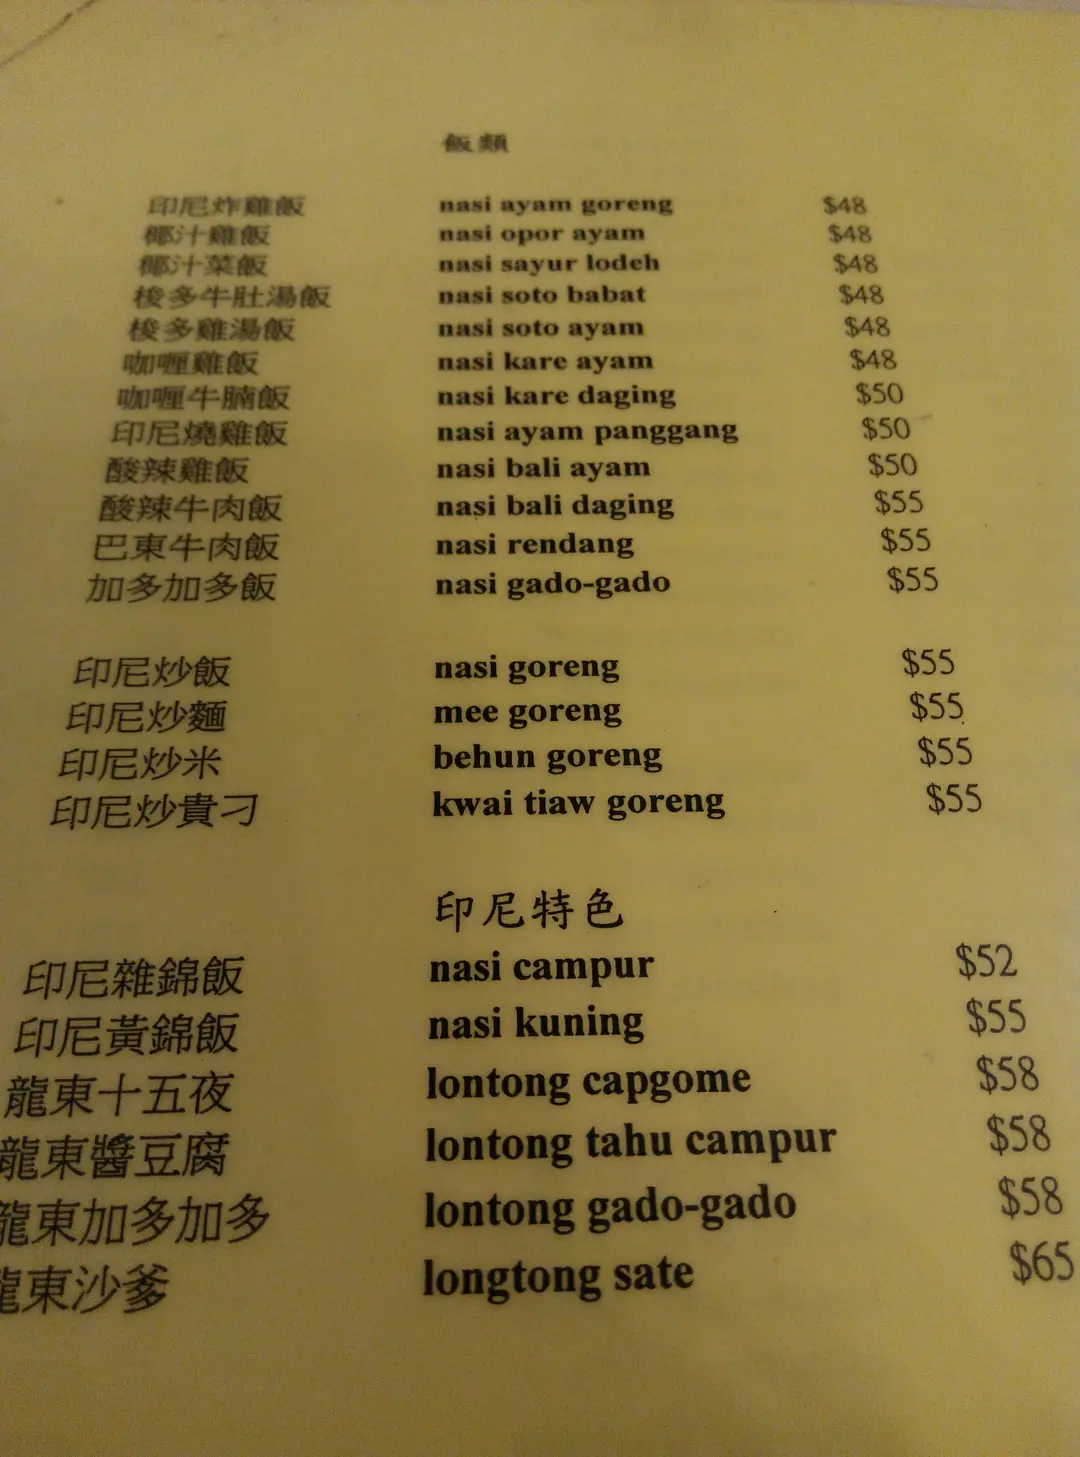 飯類
印尼炸雞飯 nasi ayam goreng $48
椰汁雞飯 nasi opor ayam $48
椰汁菜飯 nasi sayur lodeh $48
梭多牛肚湯飯 nasi soto babat $48
梭多雞湯飯 nasi soto ayam $48
咖喱雞飯 nasi kare ayam $48
咖喱牛腩飯 nasi kare daging $50
印尼燒雞飯 nasi ayam panggang $50
酸辣雞飯 nasi bali ayam $50
酸辣牛肉飯 nasi bali daging $55
巴東牛肉飯 nasi rendang $55
加多加多飯 nasi gado-gado $55
印尼炒飯 nasi goreng $55
印尼炒麵 mee goreng $55
印尼炒米 behun goreng $55
印尼炒貴刁 kwai tiaw goreng $55
印尼特色
印尼雜錦飯 nasi campur $52
印尼黃錦飯 nasi kuning $55
龍東十五夜 lontong capgome $58
龍東醬豆腐 lontong tahu campur $58
龍東加多加多 lontong gado-gado $58
龍東沙爹 longtong sate $65